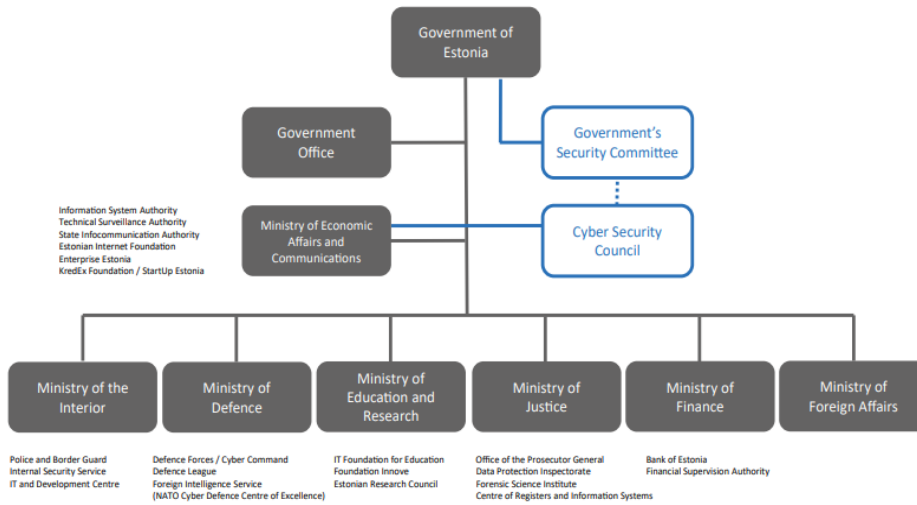 Government of
Estonia
Government
Office
Government's
Security Committee
Information System Authority
Technical Surveillance Authority
State Infocommunication Authority
Estonian Internet Foundation
Enterprise Estonia
KredEx Foundation / StartUp Estonia
Ministry of Economic
Affairs and
Communications
Cyber Security
Council
Ministry of the
Interior
Ministry of
Defence
Ministry of
Education and
Research
Ministry of
Justice
Ministry of
Finance
Ministry of
Foreign Affairs
Police and Border Guard
Internal Security Service
IT and Development Centre
Defence Forces / Cyber Command
Defence League
Foreign Intelligence Service
(NATO Cyber Defence Centre of Excellence)
IT Foundation for Education
Foundation Innove
Estonian Research Council
Office of the Prosecutor General
Data Protection Inspectorate
Forensic Science Institute
Centre of Registers and Information Systems
Bank of Estonia
Financial Supervision Authority